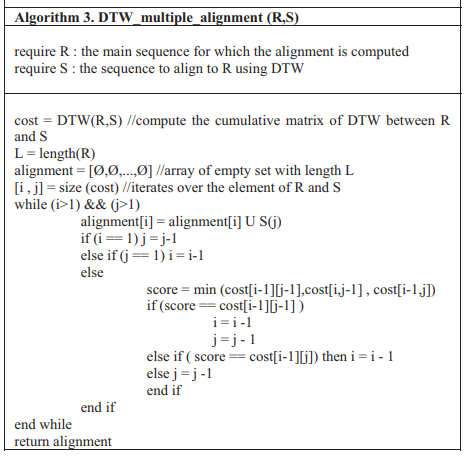 Algorithm 3. DTW_multiple_alignment (R,S)
require R : the main sequence for which the alignment is computed
require S : the sequence to align to R using DTW
cost = DTW(R,S) //compute the cumulative matrix of DTW between R
and S
L = length(R)
alignment = [Ø,Ø,...,Ø] //array of empty set with length L
[i , j] = size (cost) //iterates over the element of R and S
while (i>1) && (j>1)
alignment[i] = alignment[i] U S(j)
if (i == 1) j = j-1
else if (j == 1) i = i-1
else
score = min (cost[i-1][j-1],cost[i,j-1] , cost[i-1,j])
if (score == cost[i-1][j-1] )
i = i -1
j = j - 1
else if ( score == cost[i-1][j]) then i = i - 1
else j = j -1
end if
end if
end while
return alignment